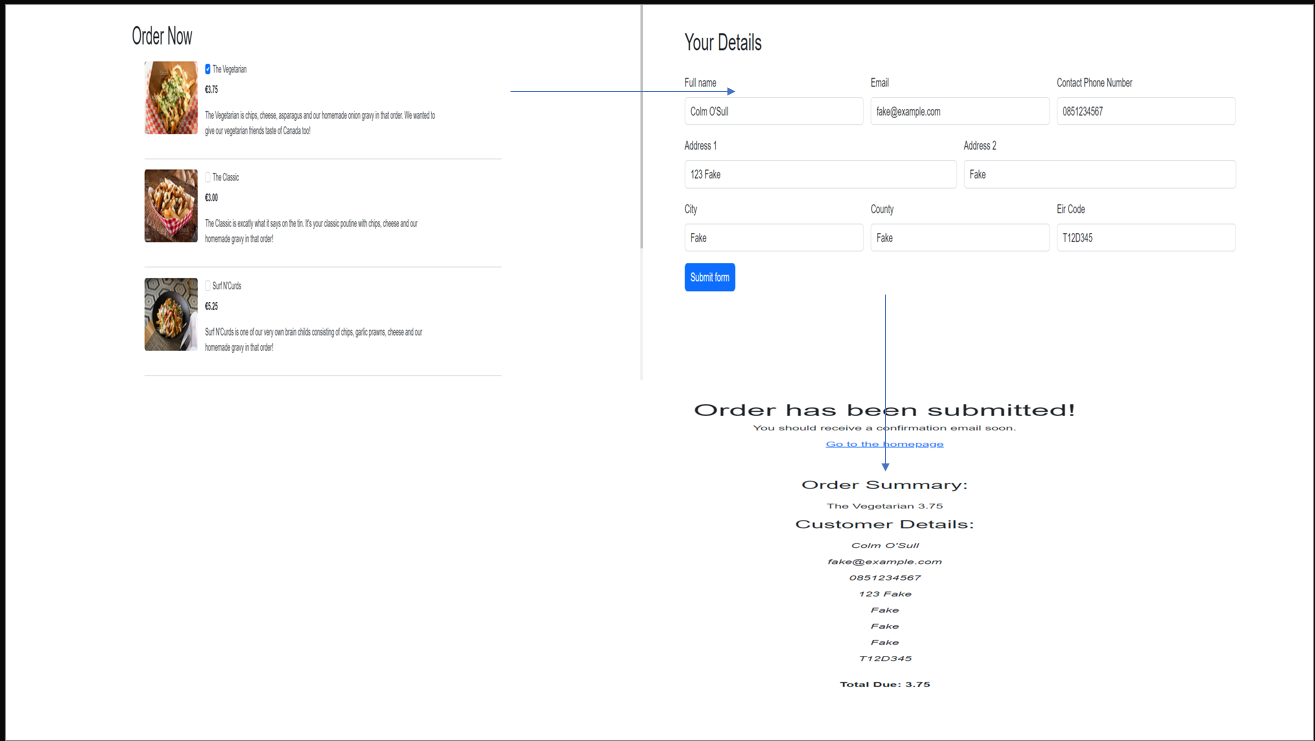 Order Now
The Vegetarian
€3.75
The Vegetarian is chips, cheese, asparagus and our homemade onion gravy in that order. We wanted to
give our vegetarian friends taste of Canada too!
The Classic
€3.00
The Classic is excatly what it says on the tin. It's your classic poutine with chips, cheese and our
homemade gravy in that order!
Surf N'Curds
€5.25
Surf N'Curds is one of our very own brain childs consisting of chips, garlic prawns, cheese and our
homemade gravy in that order!
Your Details
Full name Email Contact Phone Number
Colm O'Sull fake@example.com 0851234567
Address 1 Address 2
123 Fake Fake
City County Eir Code
Fake Fake T12D345
Submit form
Order has been submitted!
You should receive a confirmation email soon.
Go to the homepage
Order Summary:
The Vegetarian 3.75
Customer Details:
Colm O'Sull
fake@example.com
0851234567
123 Fake
Fake
Fake
Fake
T12D345
Total Due: 3.75